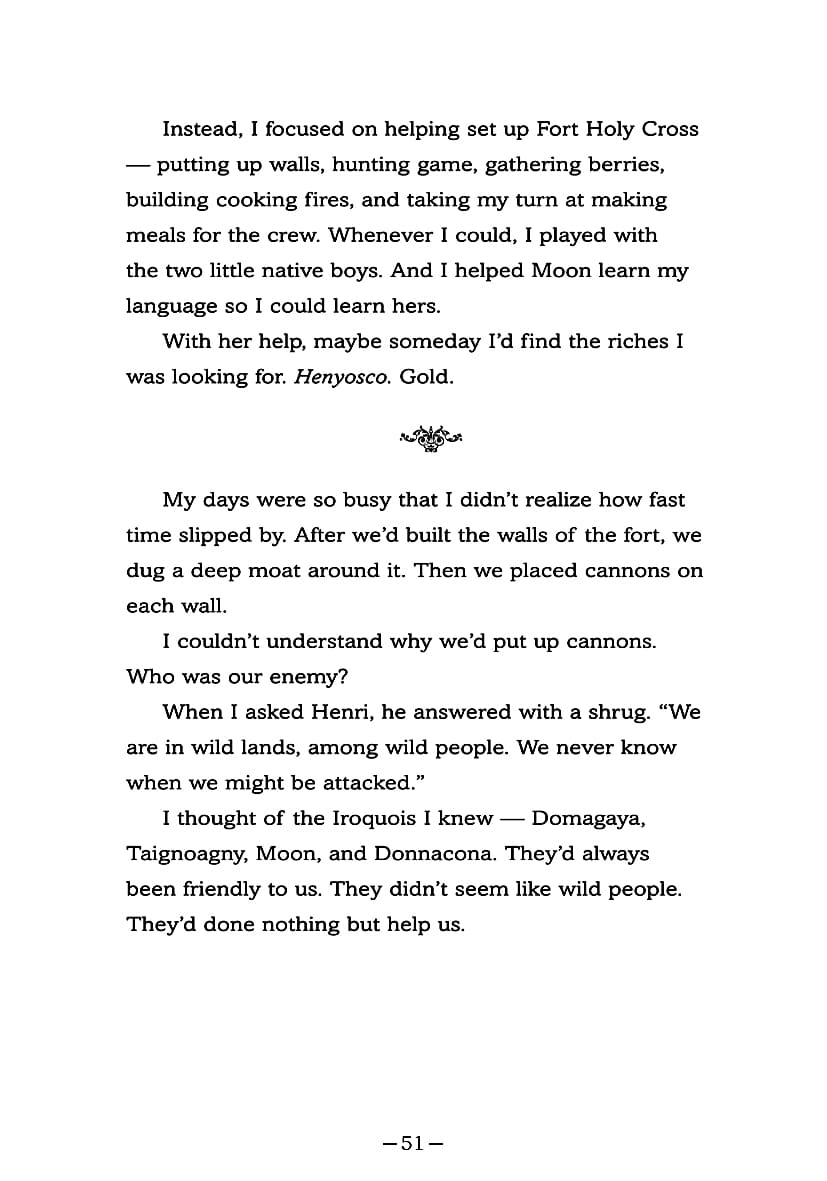 Instead, I focused on helping set up Fort Holy Cross
— putting up walls, hunting game, gathering berries,
building cooking fires, and taking my turn at making
meals for the crew. Whenever I could, I played with
the two little native boys. And I helped Moon learn my
language so I could learn hers.
With her help, maybe someday I’d find the riches I
was looking for. Henyosco. Gold.
My days were so busy that I didn’t realize how fast
time slipped by. After we’d built the walls of the fort, we
dug a deep moat around it. Then we placed cannons on
each wall.
I couldn’t understand why we’d put up cannons.
Who was our enemy?
When I asked Henri, he answered with a shrug. “We
are in wild lands, among wild people. We never know
when we might be attacked.”
I thought of the Iroquois I knew — Domagaya,
Taignoagny, Moon, and Donnacona. They’d always
been friendly to us. They didn’t seem like wild people.
They’d done nothing but help us.
— 51 —